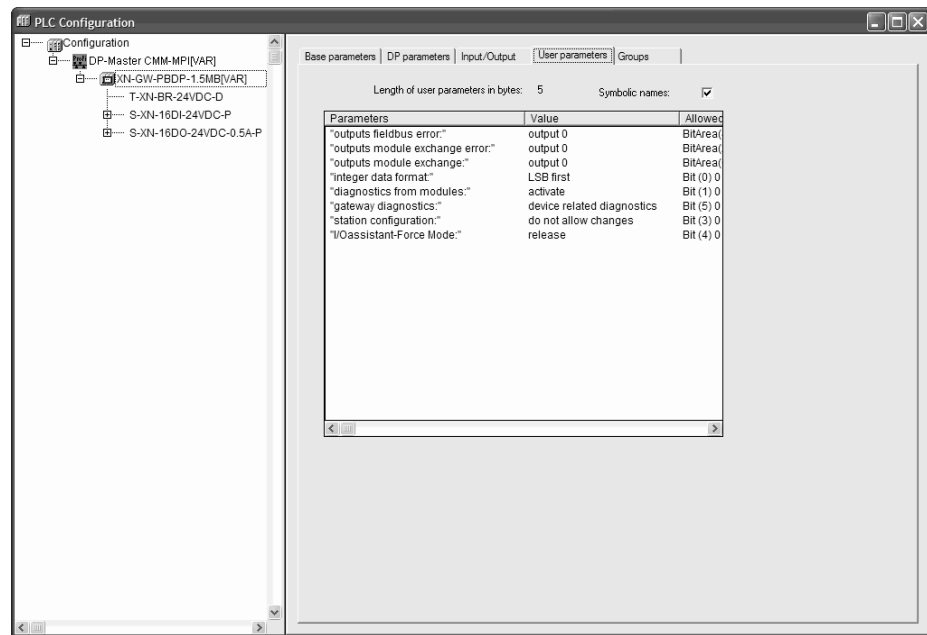 PLC Configuration
Configuration
DP-Master CMM-MPI[VAR]
XN-GW-PBDP-1.5MB[VAR]
T-XN-BR-24VDC-D
S-XN-16DI-24VDC-P
S-XN-16DO-24VDC-0.5A-P
Base parameters DP parameters Input/Output User parameters Groups
Length of user parameters in bytes: 5 Symbolic names:
Parameters Value Allowed
"outputs fieldbus error:" output 0 BitArea(
"outputs module exchange error:" output 0 BitArea(
"outputs module exchange:" output 0 BitArea(
"integer data format:" LSB first Bit (0) 0
"diagnostics from modules:" activate Bit (1) 0
"gateway diagnostics:" device related diagnostics Bit (5) 0
"station configuration:" do not allow changes Bit (3) 0
"I/Oassistant-Force Mode:" release Bit (4) 0